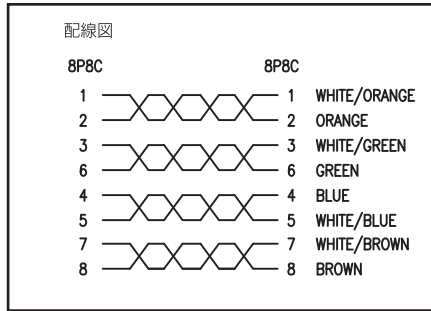 配線図
8P8C 8P8C
1 1 WHITE/ORANGE
2 2 ORANGE
3 3 WHITE/GREEN
6 6 GREEN
4 4 BLUE
5 5 WHITE/BLUE
7 7 WHITE/BROWN
8 8 BROWN